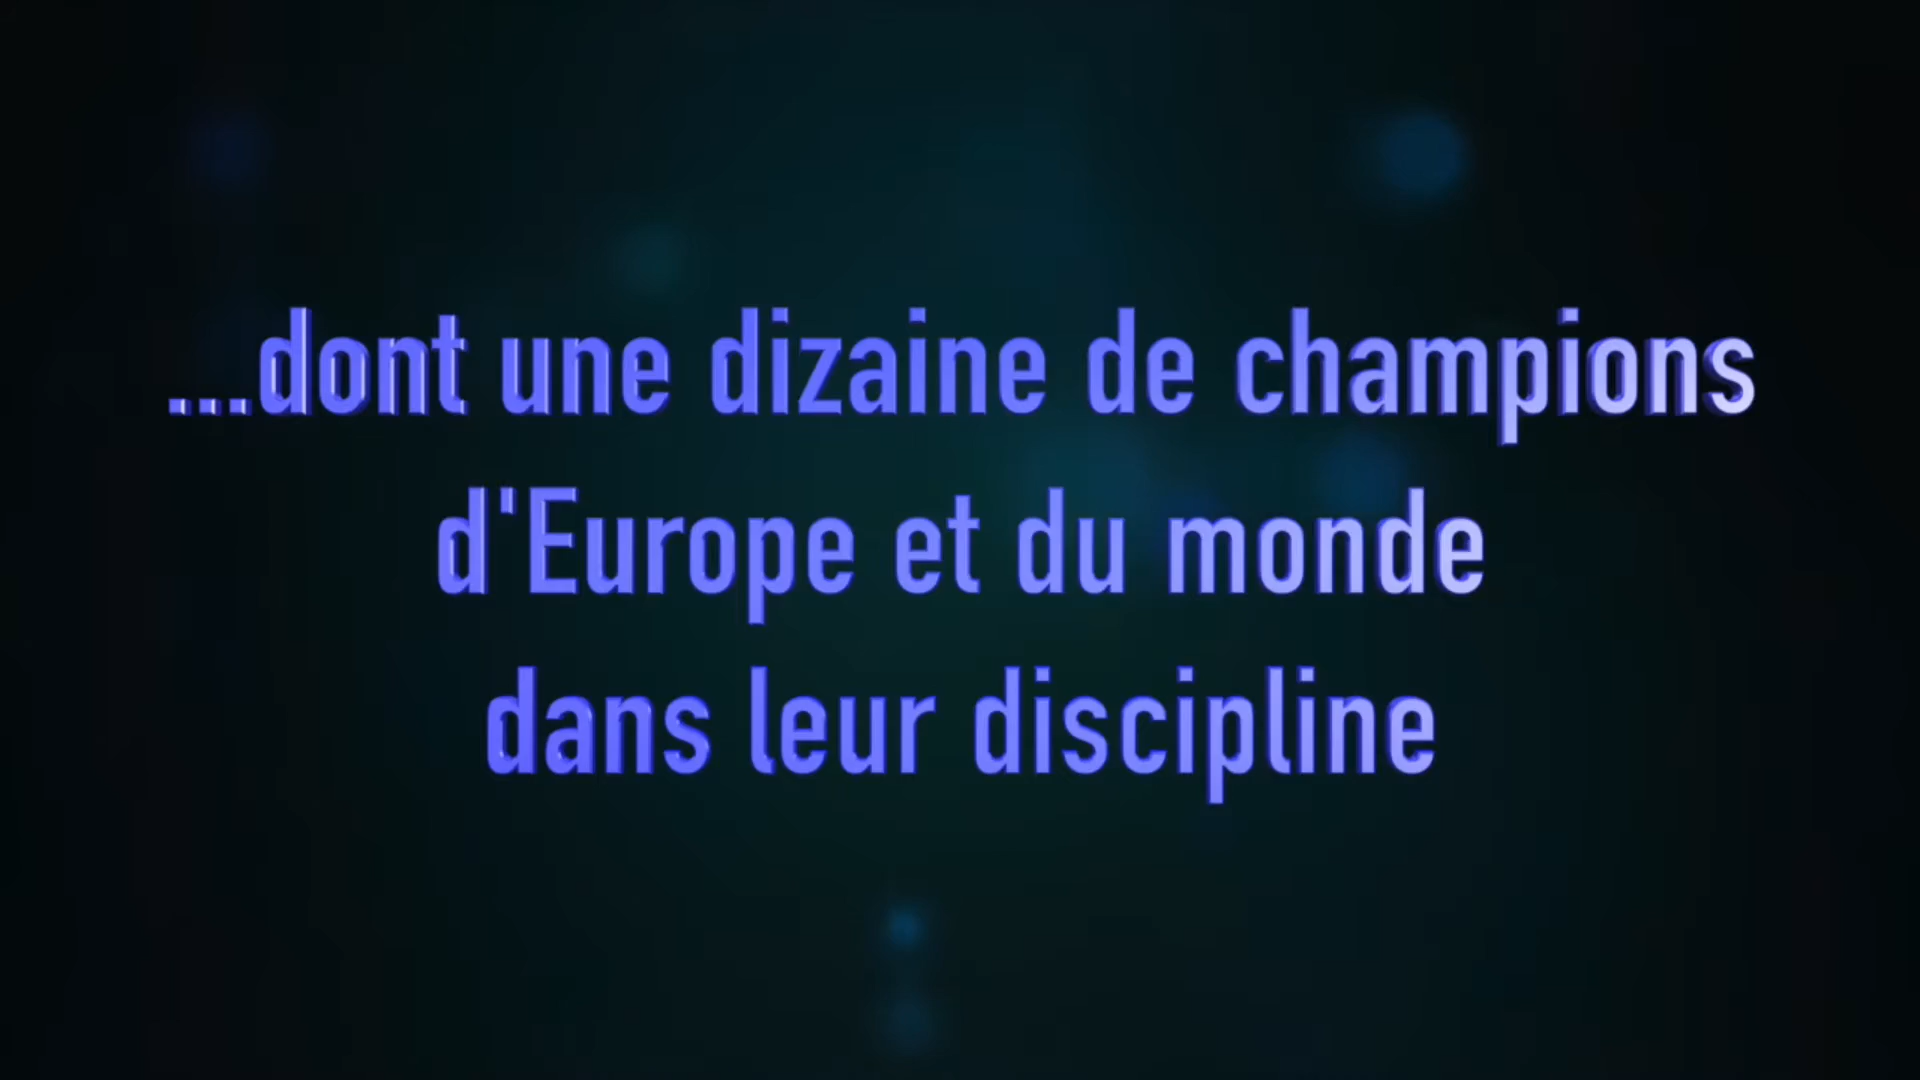 ...dont une dizaine de champions
d'Europe et du monde
dans leur discipline